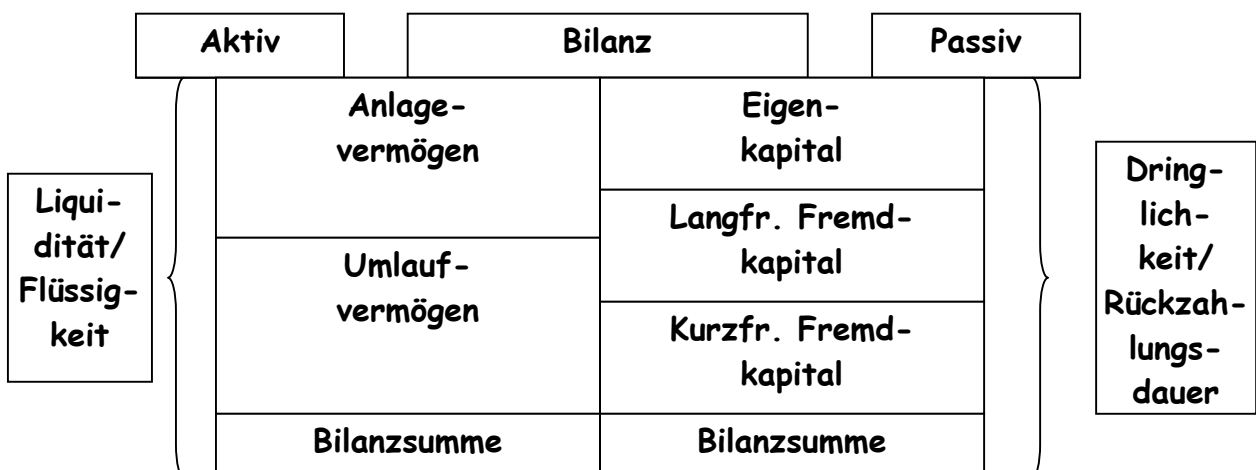 Aktiv
Bilanz
Passiv
Liqui-
dität/
Flüssig-
keit
Anlage-
vermögen
Umlauf-
vermögen
Bilanzsumme
Eigen-
kapital
Langfr. Fremd-
kapital
Kurzfr. Fremd-
kapital
Bilanzsumme
Dring-
lich-
keit/
Rückzah-
lungs-
dauer